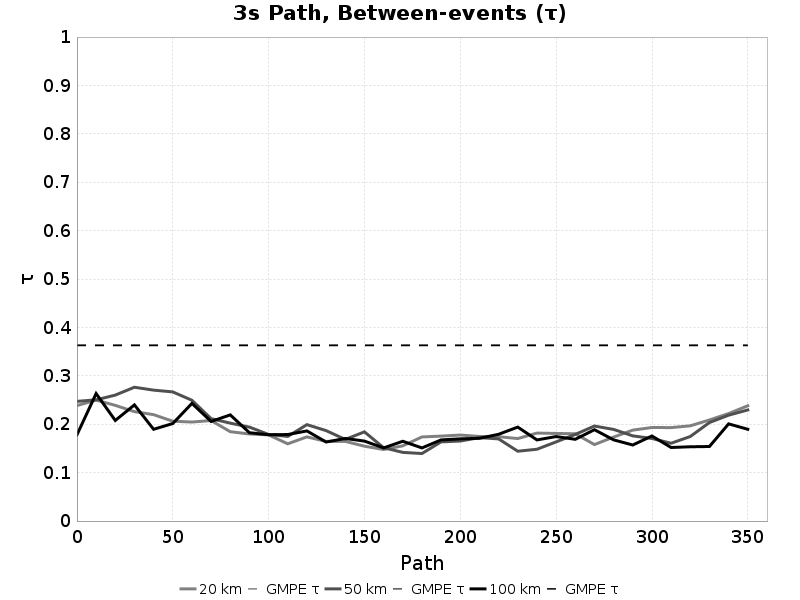 3s Path, Between-events (τ)
1
0.9
0.8
0.7
0.6
0.5
0.4
0.3
0.2
0.1
0
τ
0 50 100 150 200 250 300 350
Path
20 km GMPE τ 50 km GMPE τ 100 km GMPE τ